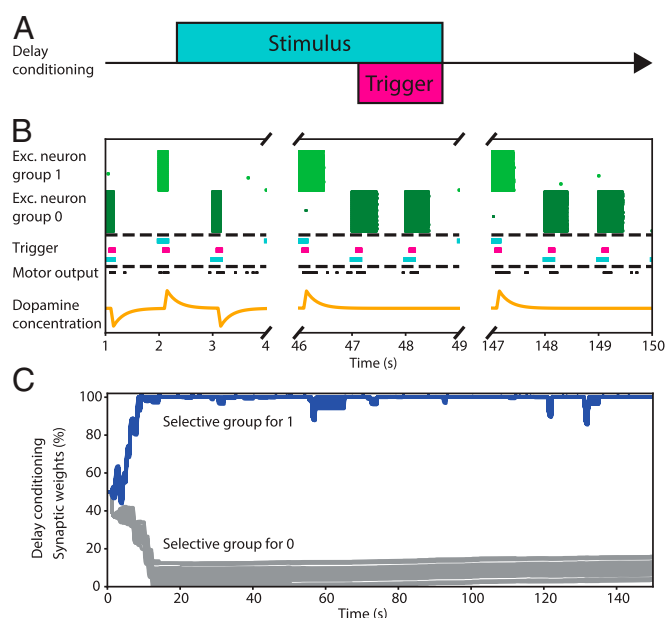 A
Delay
conditioning
Stimulus
Trigger
B
Exc. neuron
group 1
Exc. neuron
group 0
Trigger
Motor output
Dopamine
concentration
1 2 3 4 46 47 48 49 147 148 149 150
Time (s)
C
Delay conditioning
Synaptic weights (%)
100
80
60
40
20
0
Selective group for 1
Selective group for 0
0 20 40 60 80 100 120 140
Time (s)